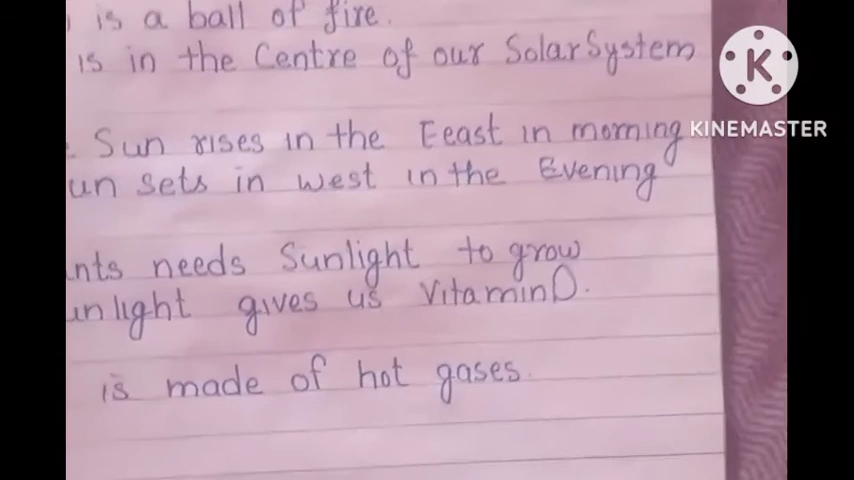 is a ball of fire.
is in the Centre of our Solar System
Sun rises in the Eeast in morning
un sets in west in the Evening
nts needs Sunlight to grow
unlight gives us Vitamin D.
is made of hot gases.
K
KINEMASTER